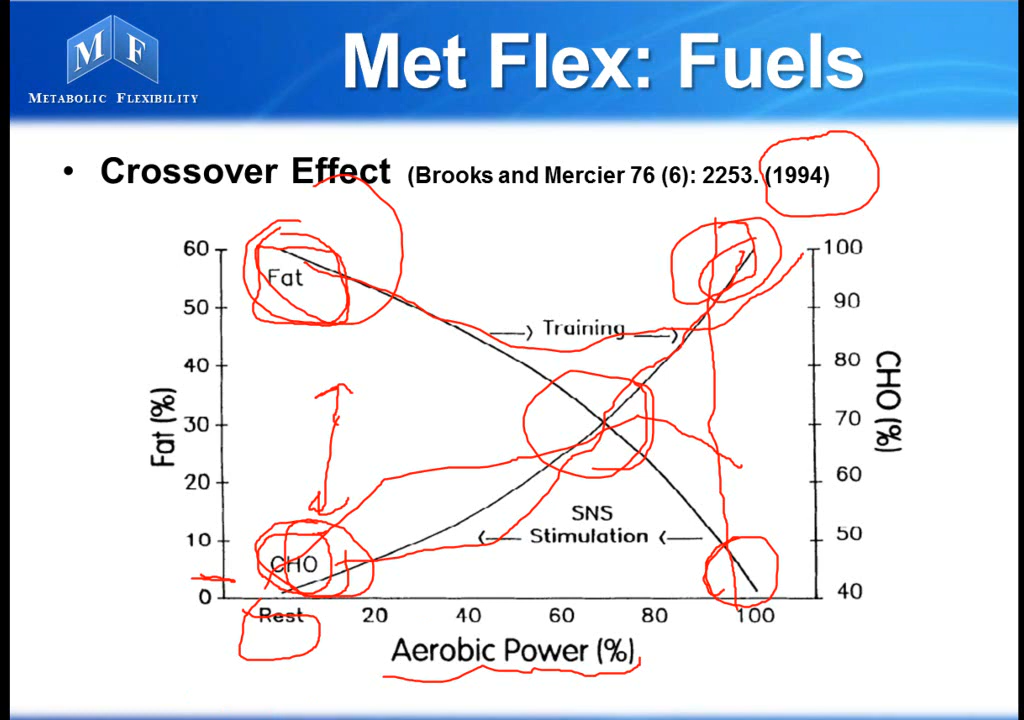 M F
METABOLIC FLEXIBILITY
Met Flex: Fuels
• Crossover Effect (Brooks and Mercier 76 (6): 2253. (1994)
60
50
40
30
20
10
0
Fat (%)
Fat
CHO
Training
SNS
Stimulation
100
90
80
70
60
50
40
CHO (%)
Rest 20 40 60 80 100
Aerobic Power (%)